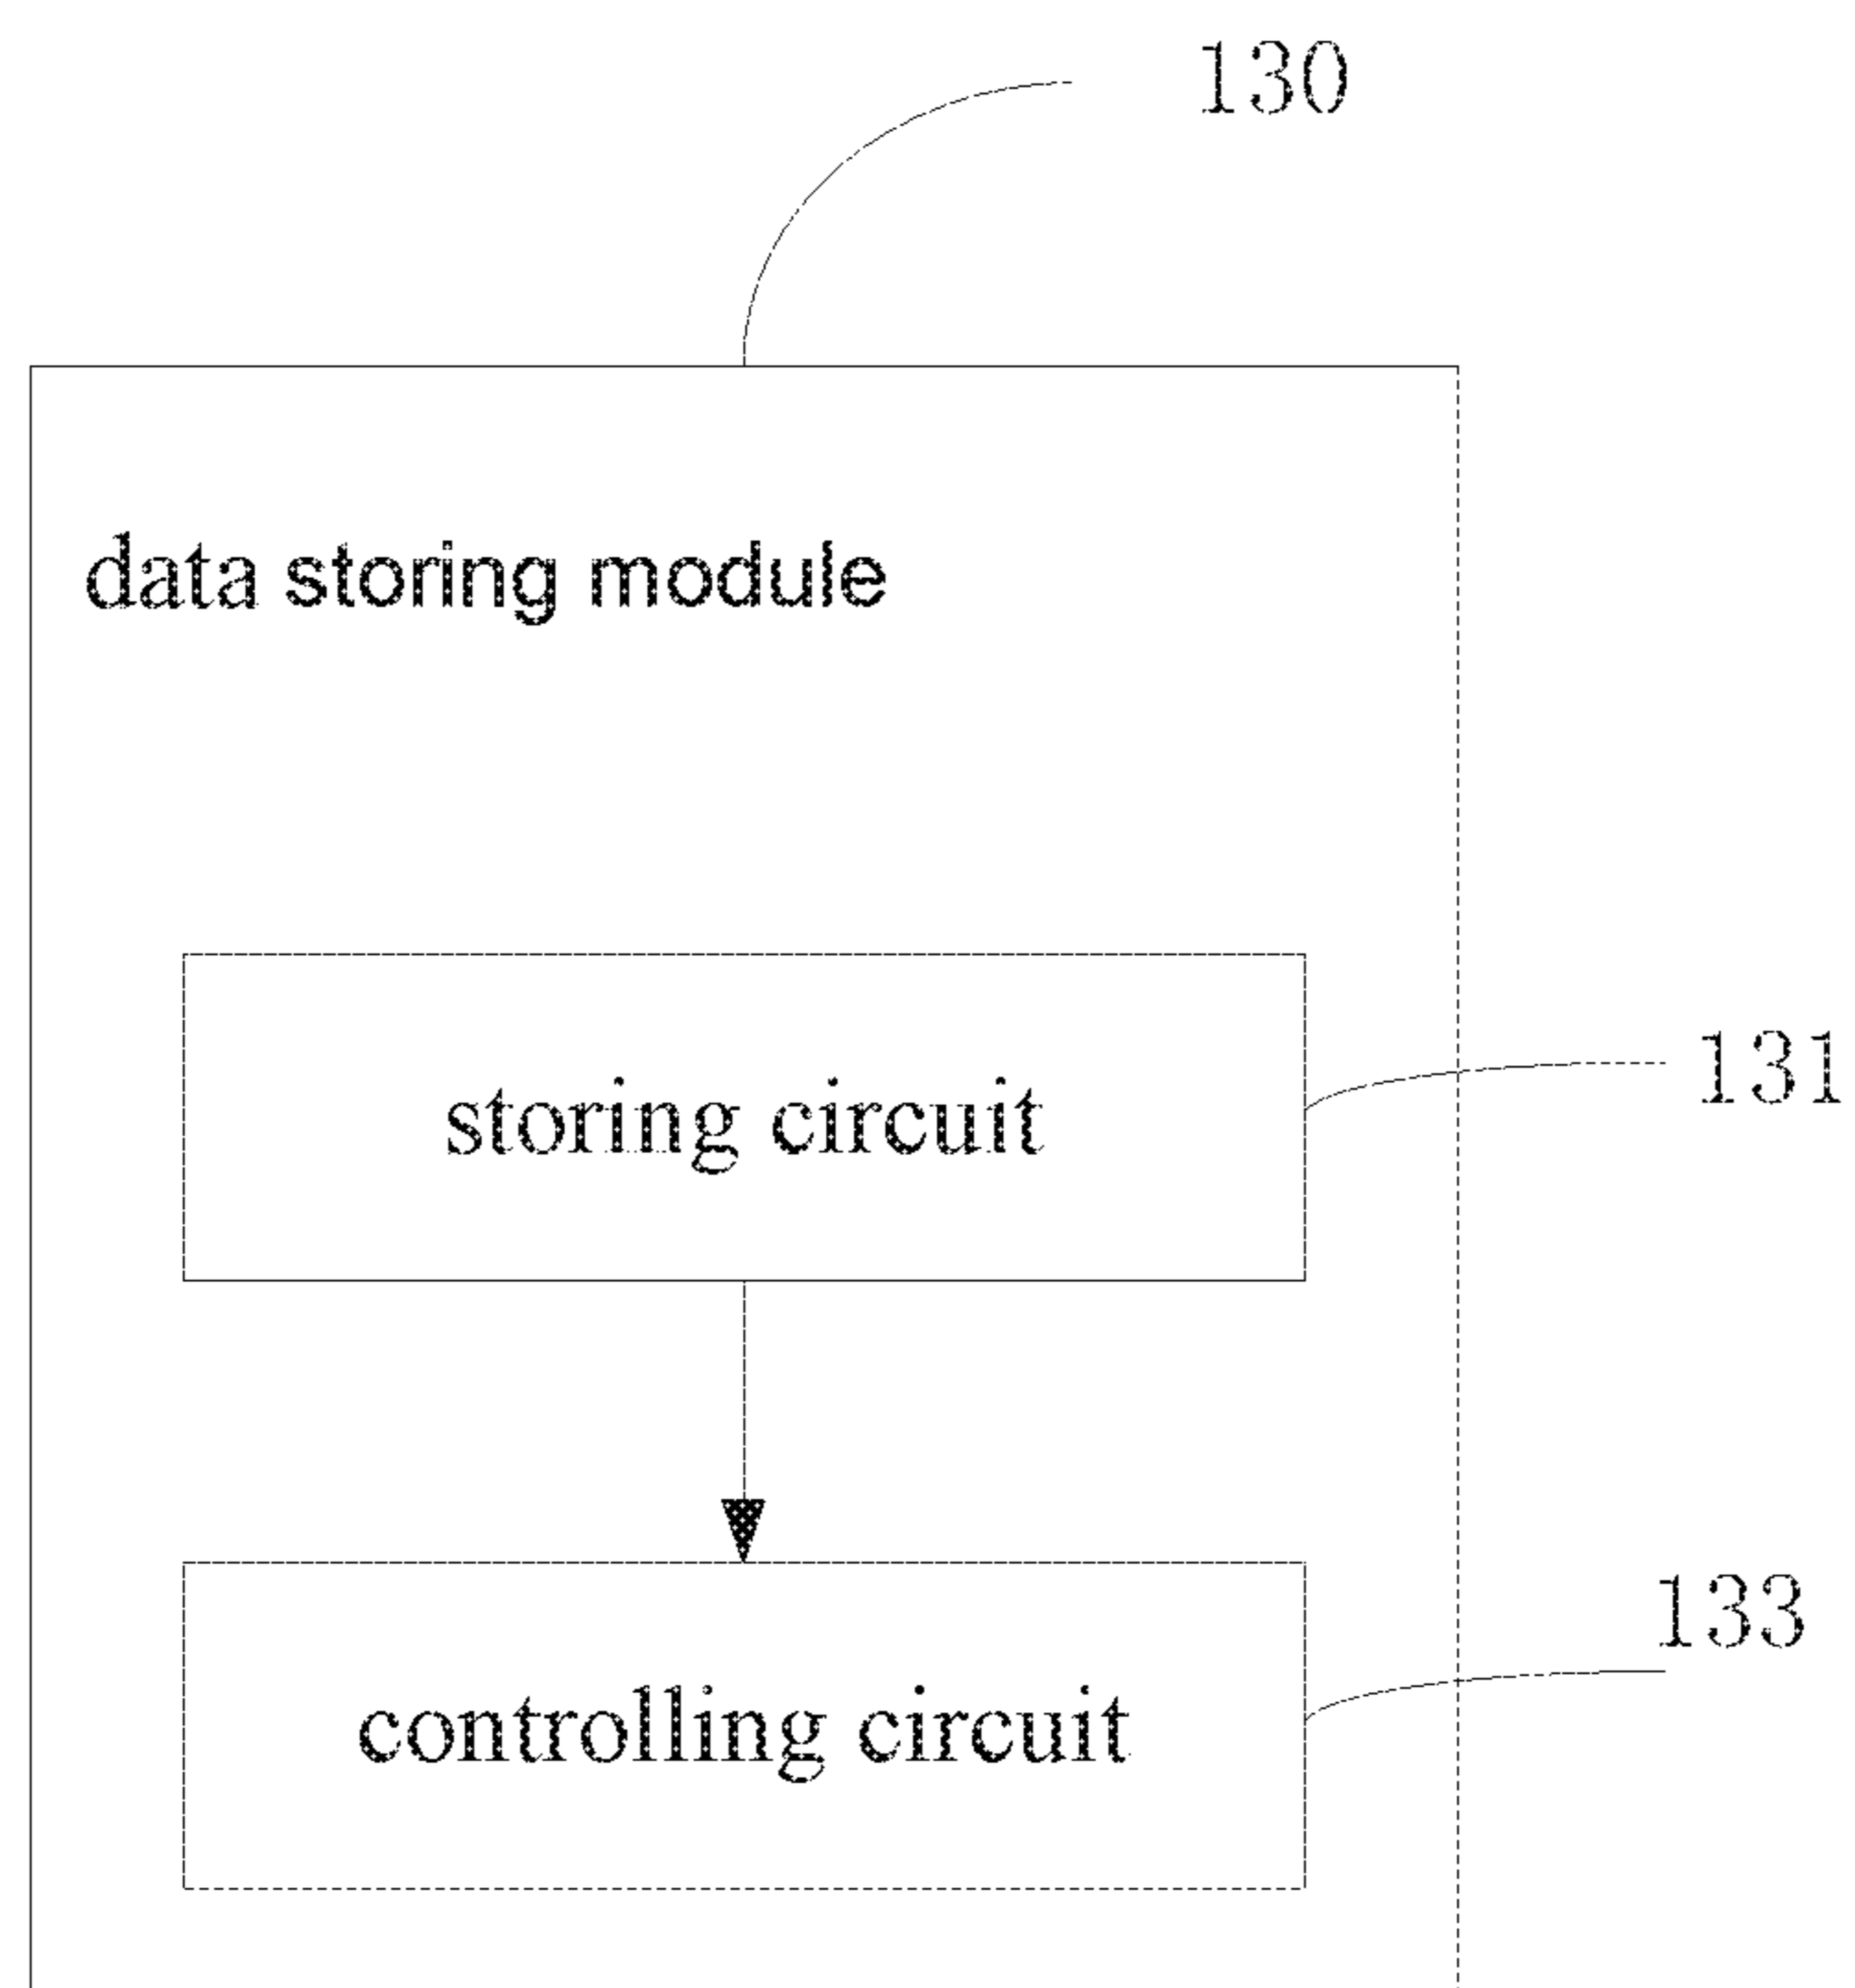 130
data storing module
storing circuit
131
controlling circuit
133